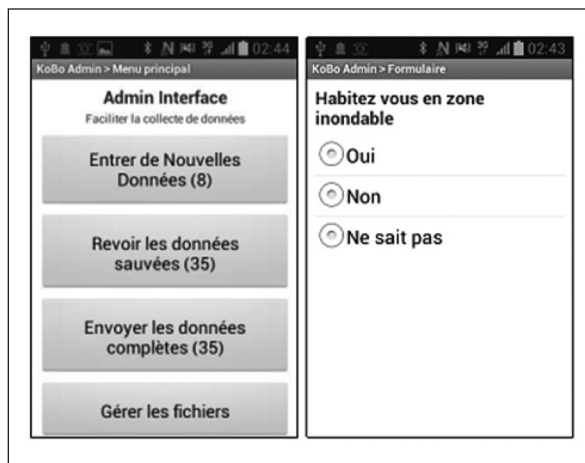 02:44
KoBo Admin > Menu principal
Admin Interface
Faciliter la collecte de données
Entrer de Nouvelles
Données (8)
Revoir les données
sauvées (35)
Envoyer les données
complètes (35)
Gérer les fichiers
02:43
KoBo Admin > Formulaire
Habitez vous en zone
inondable
Oui
Non
Ne sait pas